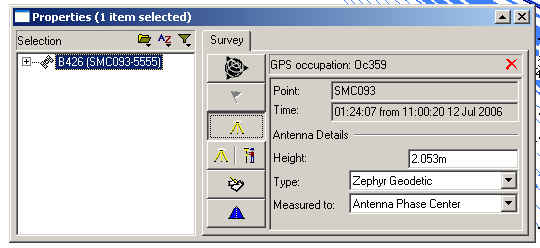 Properties (1 item selected)
Selection
Survey
B426 (SMC093-5555)
GPS occupation: Oc359
Point: SMC093
Time: 01:24:07 from 11:00:20 12 Jul 2006
Antenna Details
Height: 2.053m
Type: Zephyr Geodetic
Measured to: Antenna Phase Center